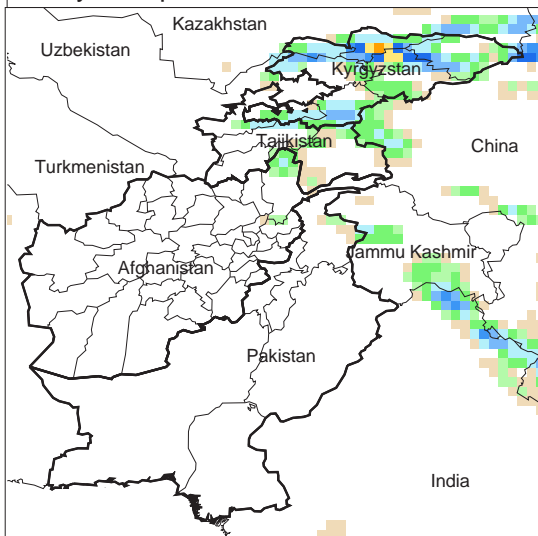 Kazakhstan
Uzbekistan
Kyrgyzstan
Tajikistan
China
Turkmenistan
Jammu Kashmir
Afghanistan
Pakistan
India